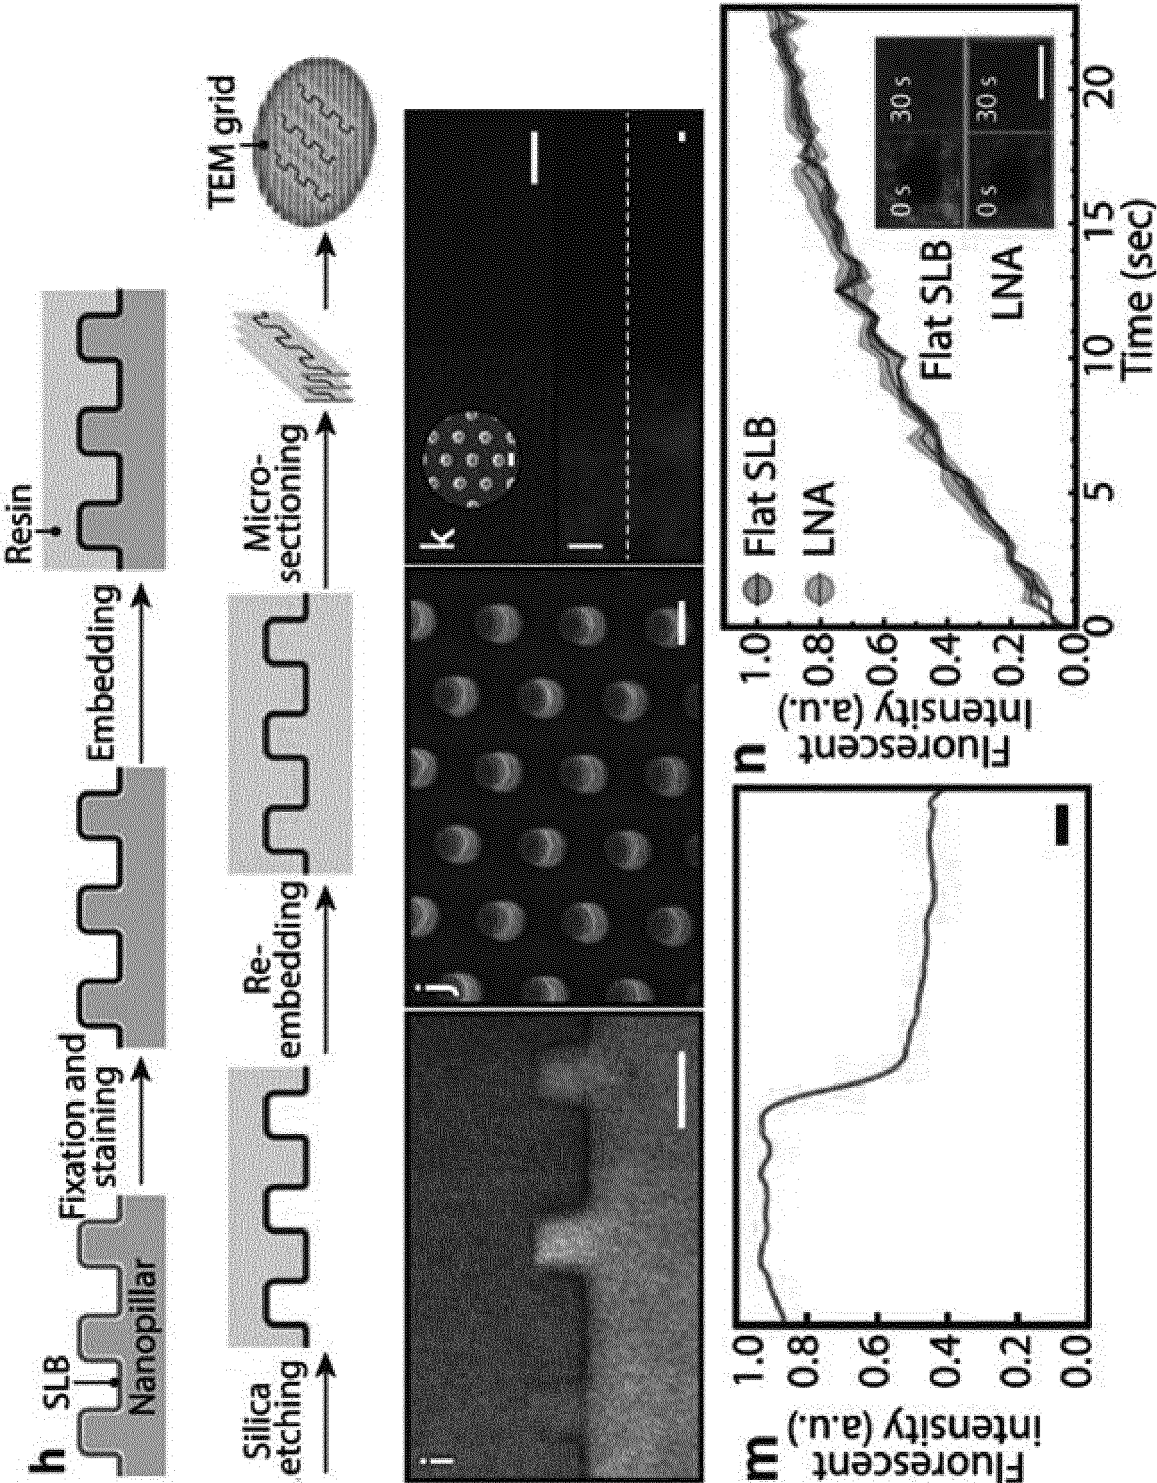 h
SLB
Nanopillar
Fixation and
staining
Embedding
Resin
Silica
etching
Re-
embedding
Micro-
sectioning
TEM grid
i
j
k
l
m
Fluorescent
intensity (a.u.)
1.0
0.8
0.6
0.4
0.2
0.0
n
Fluorescent
Intensity (a.u.)
1.0
0.8
0.6
0.4
0.2
0.0
Flat SLB
LNA
Flat SLB
0 s
30 s
LNA
0 s
30 s
0
5
10
15
20
Time (sec)